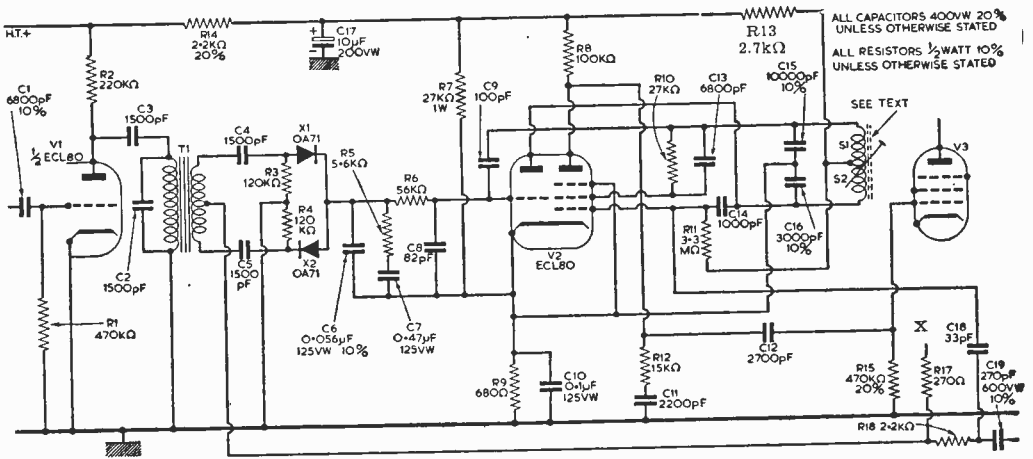 H.T.+
R14
2·2KΩ
20%
C17
10μF
200VW
+
−
R13
2.7kΩ
ALL CAPACITORS 400VW 20%
UNLESS OTHERWISE STATED
ALL RESISTORS ½WATT 10%
UNLESS OTHERWISE STATED
C1
6800pF
10%
R2
220KΩ
C3
1500pF
V1
½ECL80
T1
C2
1500pF
R1
470KΩ
C4
1500pF
X1
OA71
R3
120KΩ
R4
120
KΩ
C5
1500
pF
X2
OA71
R5
5·6KΩ
R6
56KΩ
C6
0·056μF
125VW 10%
C7
0·47μF
125VW
C8
82pF
R7
27KΩ
1W
C9
100pF
R8
100KΩ
V2
ECL80
R9
680Ω
C10
0·1μF
125VW
R10
27KΩ
C13
6800pF
C15
10000pF
10%
SEE TEXT
S1
S2
V3
R11
3·3
MΩ
C14
1000pF
C16
3000pF
10%
R12
15KΩ
C11
2200pF
C12
2700pF
R15
470KΩ
20%
X
R17
270Ω
C18
33pF
C19
270pF
600VW
10%
R18 2·2KΩ